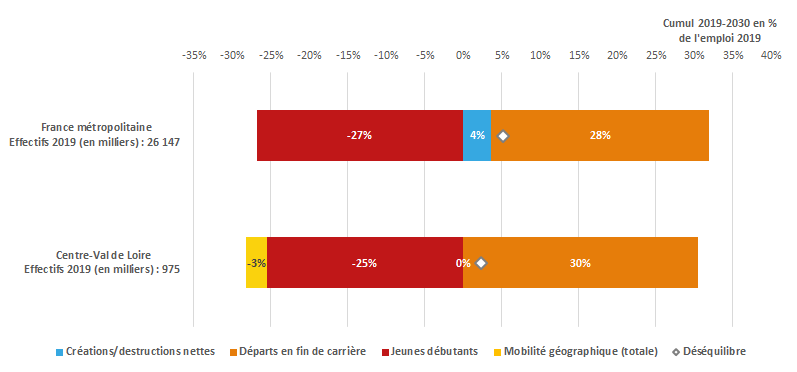 Cumul 2019-2030 en %
de l'emploi 2019
-35% -30% -25% -20% -15% -10% -5% 0% 5% 10% 15% 20% 25% 30% 35% 40%
France métropolitaine
Effectifs 2019 (en milliers) : 26 147
-27% 4% 28%
Centre-Val de Loire
Effectifs 2019 (en milliers) : 975
-3% -25% 0% 30%
Créations/destructions nettes Départs en fin de carrière Jeunes débutants Mobilité géographique (totale) Déséquilibre